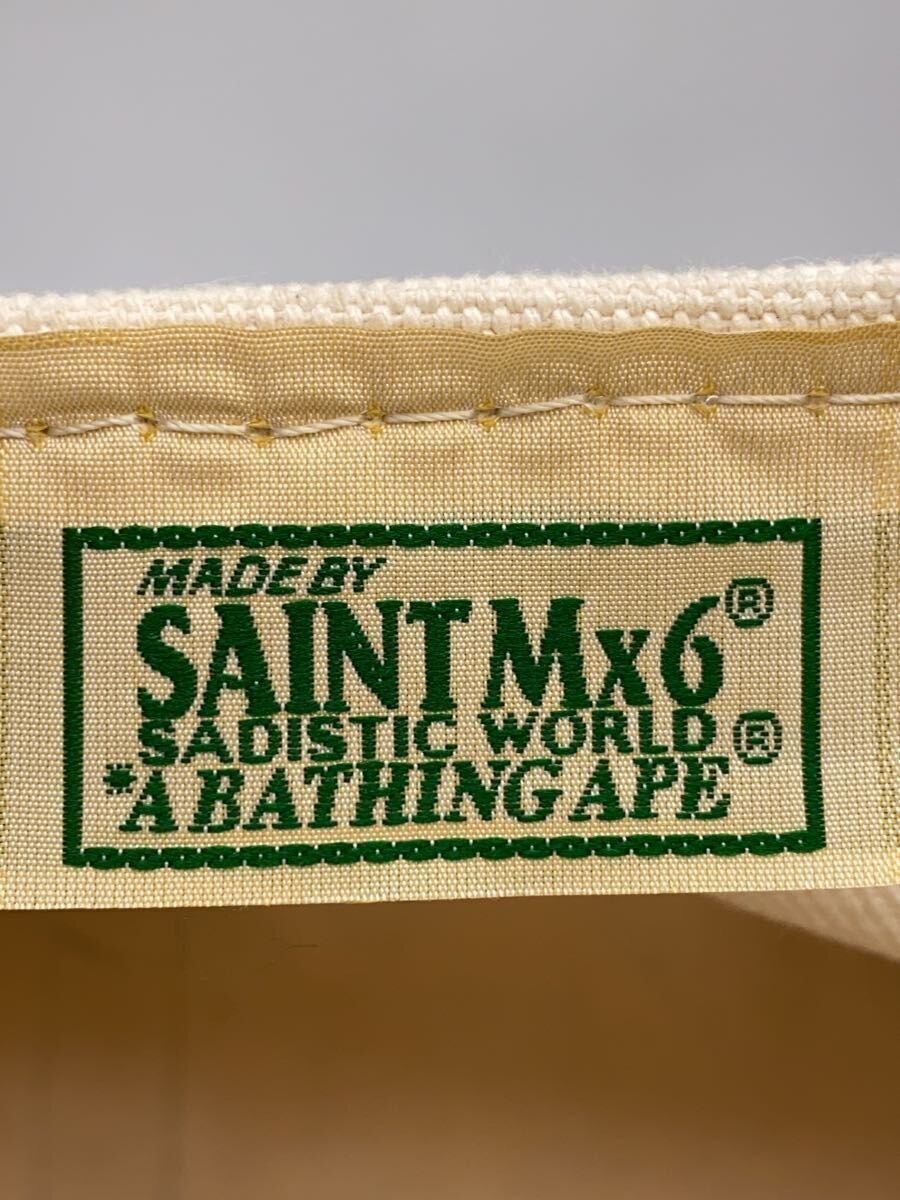 MADE BY
SAINT Mx6®
SADISTIC WORLD ®
*A BATHING APE